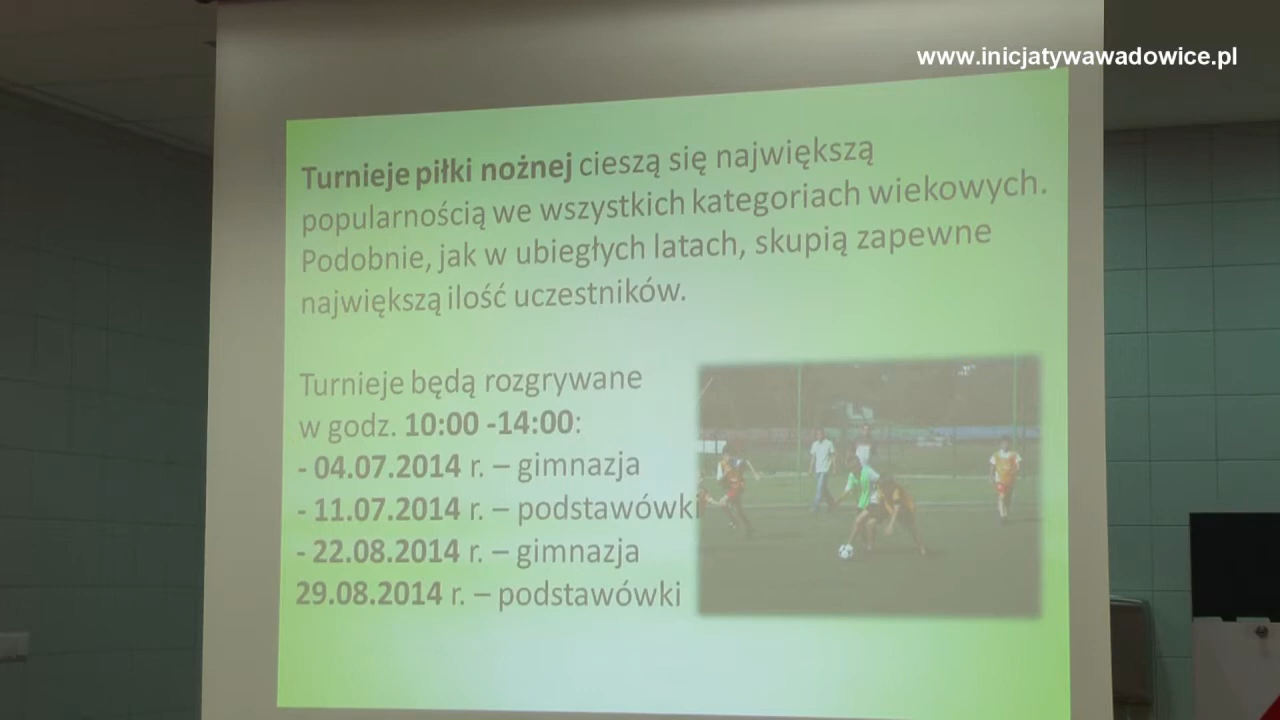 www.inicjatywawadowice.pl
Turnieje piłki nożnej cieszą się największą
popularnością we wszystkich kategoriach wiekowych.
Podobnie, jak w ubiegłych latach, skupią zapewne
największą ilość uczestników.
Turnieje będą rozgrywane
w godz. 10:00 -14:00:
- 04.07.2014 r. – gimnazja
- 11.07.2014 r. – podstawówki
- 22.08.2014 r. – gimnazja
29.08.2014 r. – podstawówki